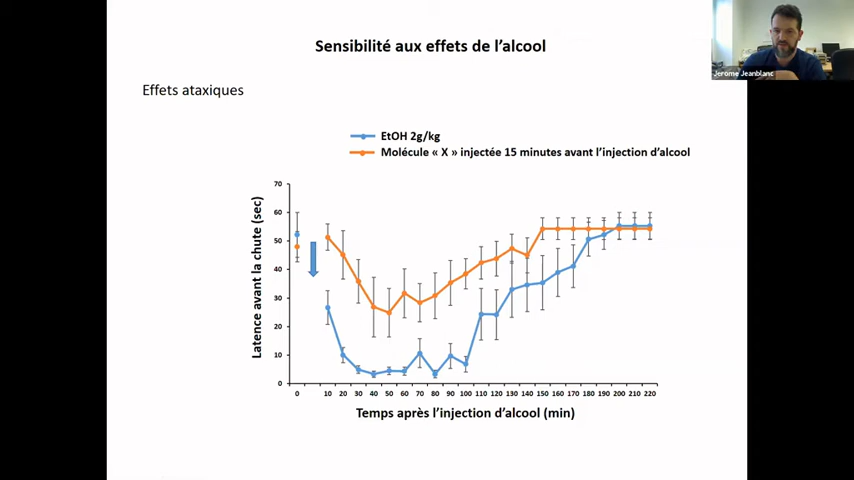 Sensibilité aux effets de l'alcool
Jerome Jeanblanc
Effets ataxiques
EtOH 2g/kg
Molécule « X » injectée 15 minutes avant l'injection d'alcool
Latence avant la chute (sec)
70
60
50
40
30
20
10
0
0 10 20 30 40 50 60 70 80 90 100 110 120 130 140 150 160 170 180 190 200 210 220
Temps après l'injection d'alcool (min)